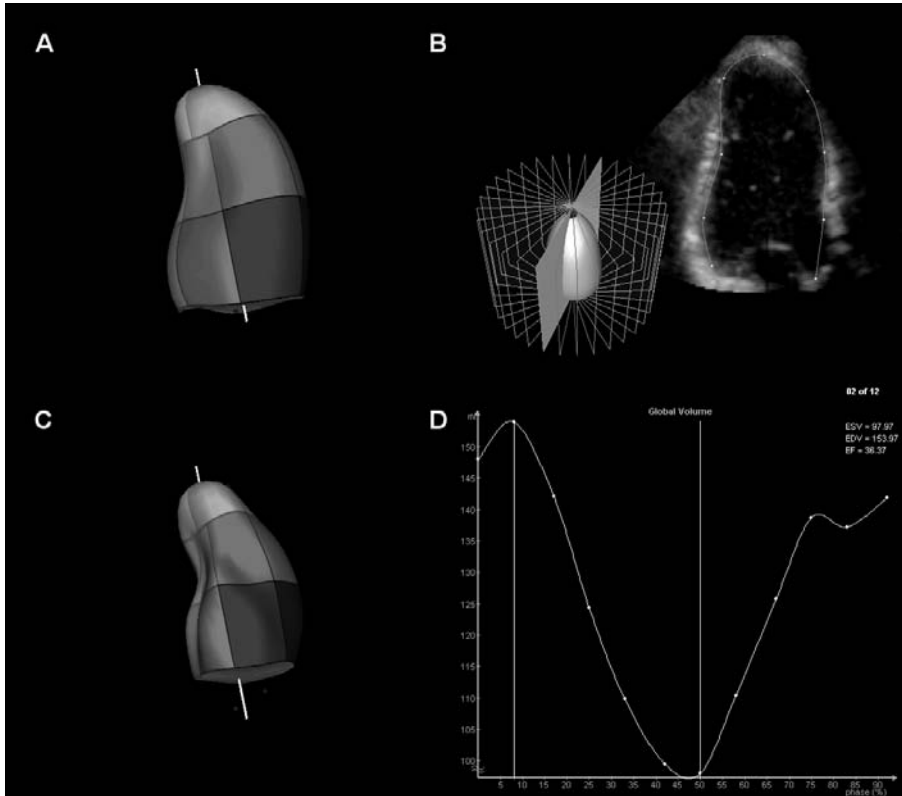 A
B
C
D
02 of 12
Global Volume
ESV = 97.97
EDV = 153.97
EF = 36.37
150
145
140
135
130
125
120
115
110
105
100
5 10 15 20 25 30 35 40 45 50 55 60 65 70 75 80 85 90
phase (%)